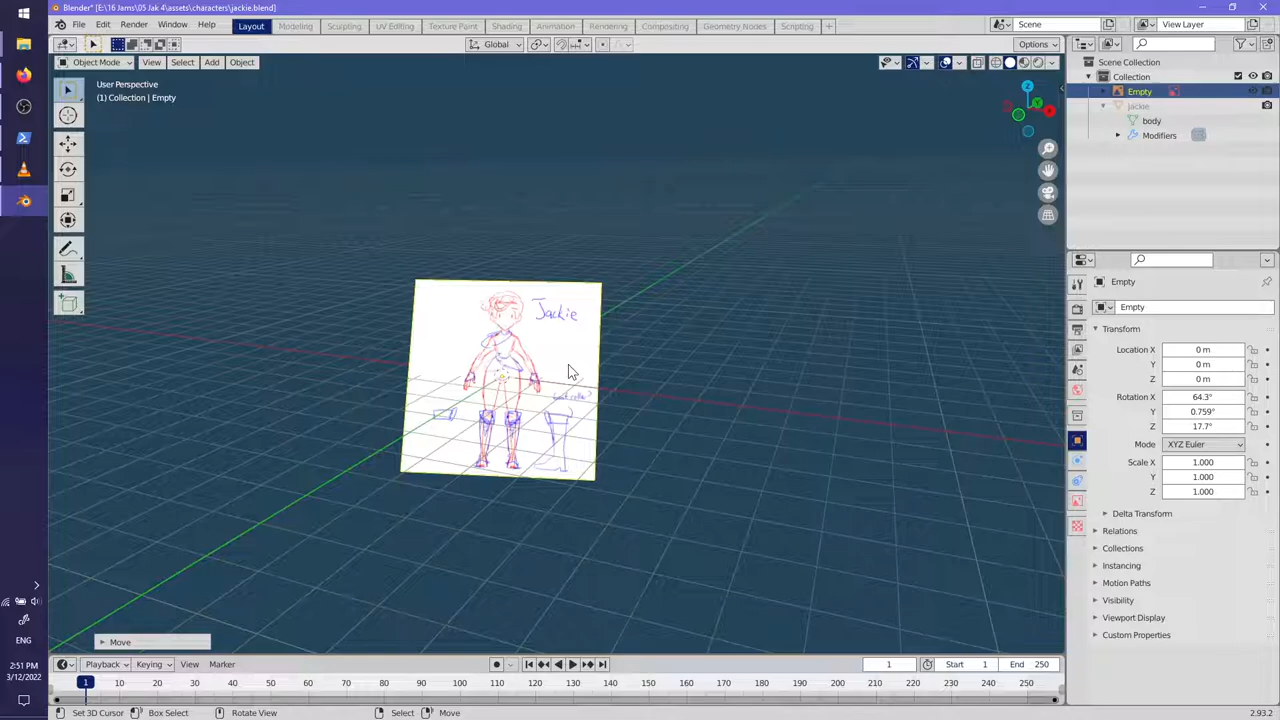 Blender* [E:\16 Jams\05 Jak 4\assets\characters\jackie.blend]
File Edit Render Window Help Layout Modeling Sculpting UV Editing Texture Paint Shading Animation Rendering Compositing Geometry Nodes Scripting + Scene View Layer
Global Options
Object Mode View Select Add Object
User Perspective
(1) Collection | Empty
Scene Collection
Collection
Empty
jackie
body
Modifiers
Z
Jackie
Empty
Empty
Transform
Location X 0 m
Y 0 m
Z 0 m
Rotation X 64.3°
Y 0.759°
Z 17.7°
Mode XYZ Euler
Scale X 1.000
Y 1.000
Z 1.000
Delta Transform
Relations
Collections
Instancing
Motion Paths
Visibility
Viewport Display
Custom Properties
Move
Playback Keying View Marker 1 Start 1 End 250
1 10 20 30 40 50 60 70 80 90 100 110 120 130 140 150 160 170 180 190 200 210 220 230 240 250
Set 3D Cursor Box Select Rotate View Select Move 2.93.2
ENG
2:51 PM
3/12/2022